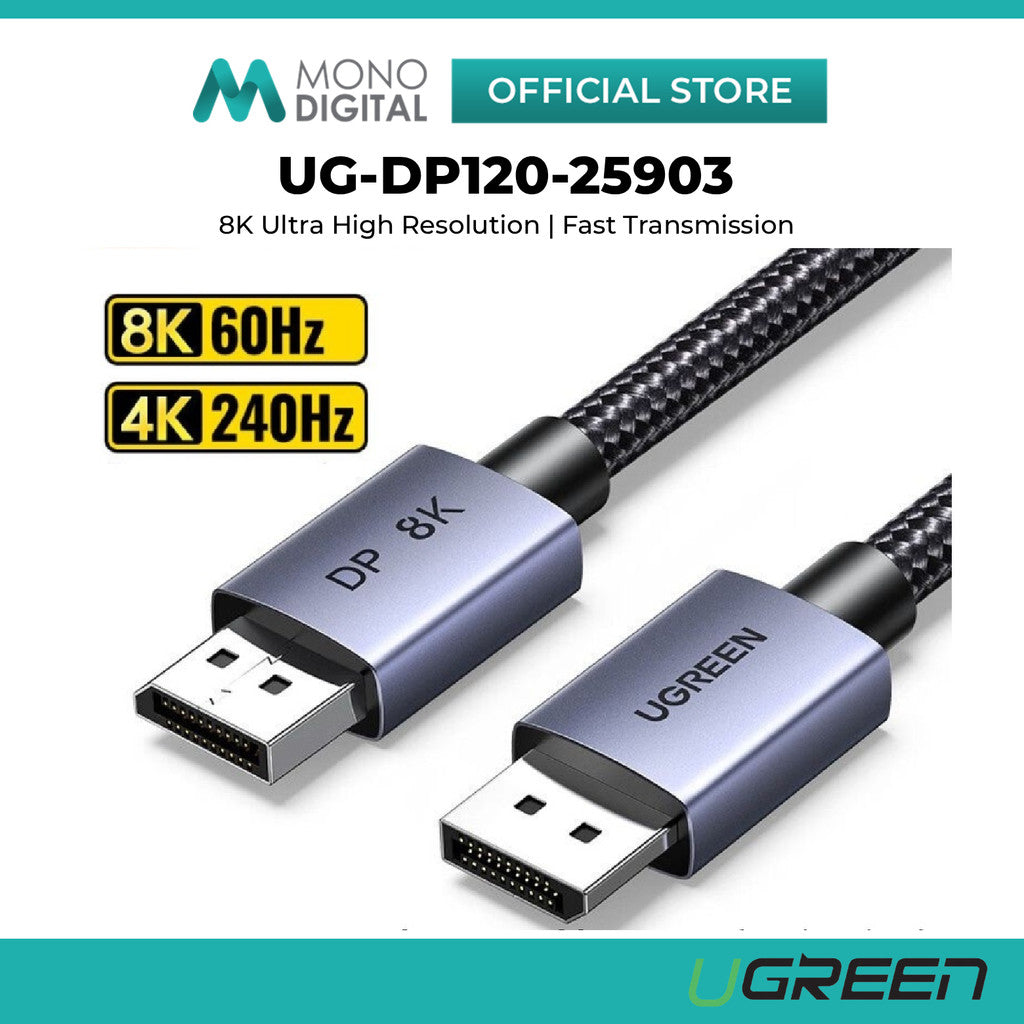 MONO
DIGITAL
OFFICIAL STORE
UG-DP120-25903
8K Ultra High Resolution | Fast Transmission
8K 60Hz
4K 240Hz
DP 8K
UGREEN
UGREEN